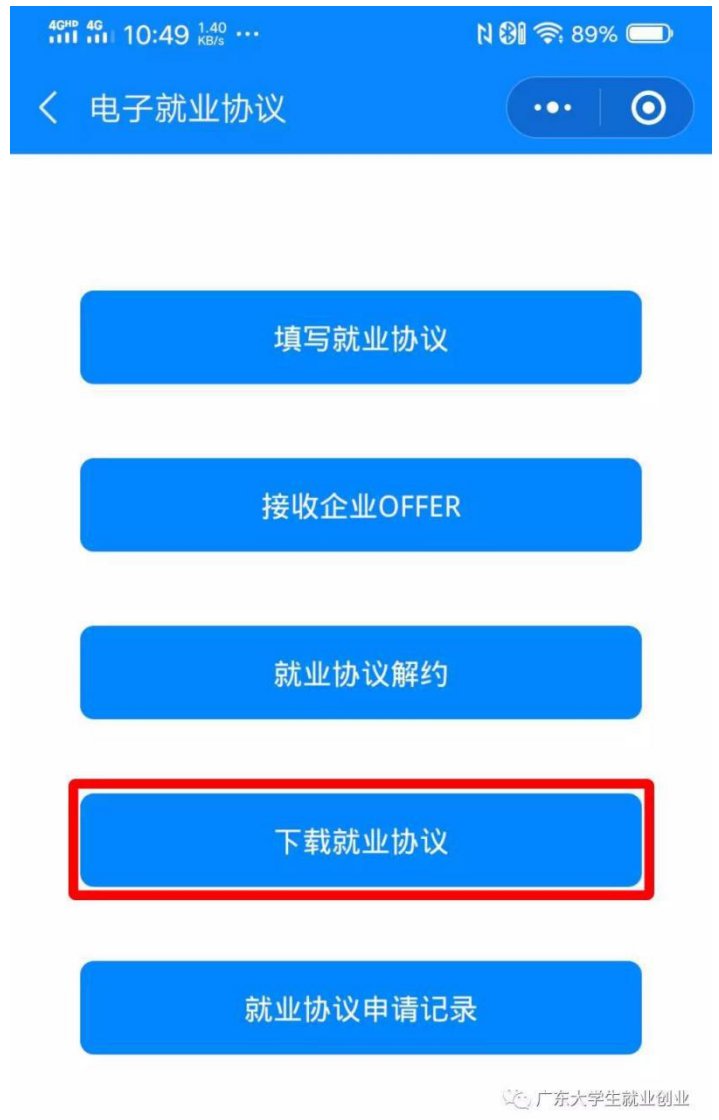 4GHD 4G 10:49 1.40 KB/s ··· 89%
电子就业协议
填写就业协议
接收企业OFFER
就业协议解约
下载就业协议
就业协议申请记录
广东大学生就业创业